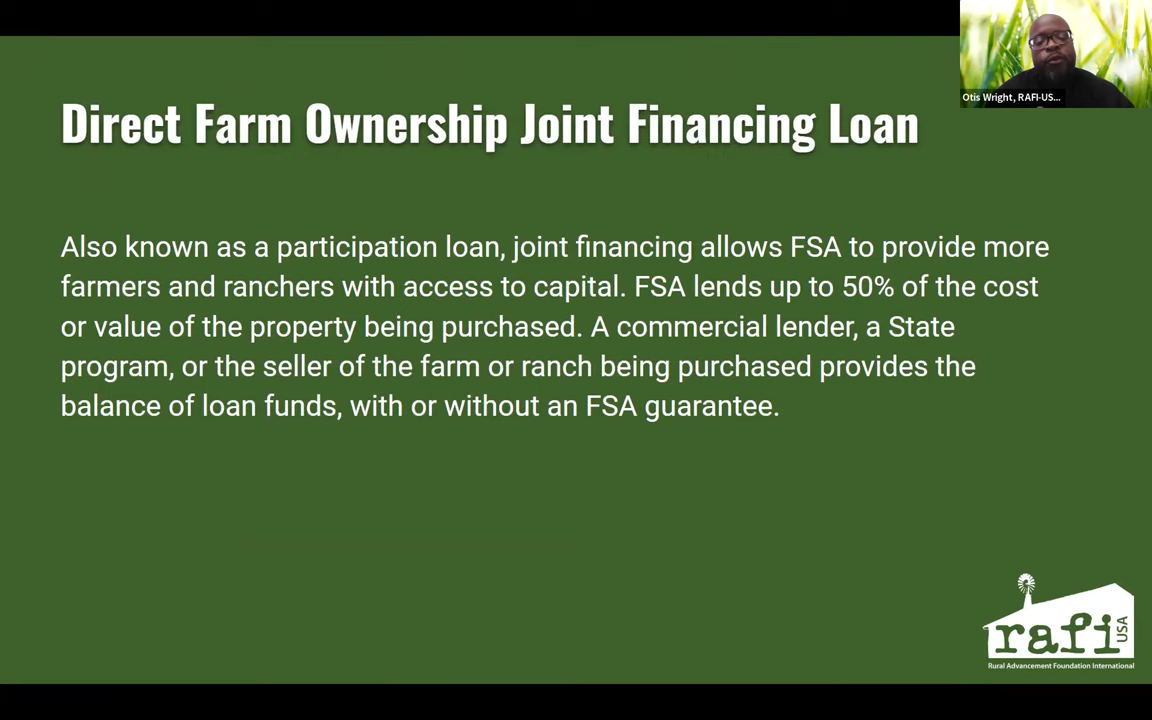 Otis Wright, RAFI-US...
Direct Farm Ownership Joint Financing Loan
Also known as a participation loan, joint financing allows FSA to provide more
farmers and ranchers with access to capital. FSA lends up to 50% of the cost
or value of the property being purchased. A commercial lender, a State
program, or the seller of the farm or ranch being purchased provides the
balance of loan funds, with or without an FSA guarantee.
rafi
USA
Rural Advancement Foundation International